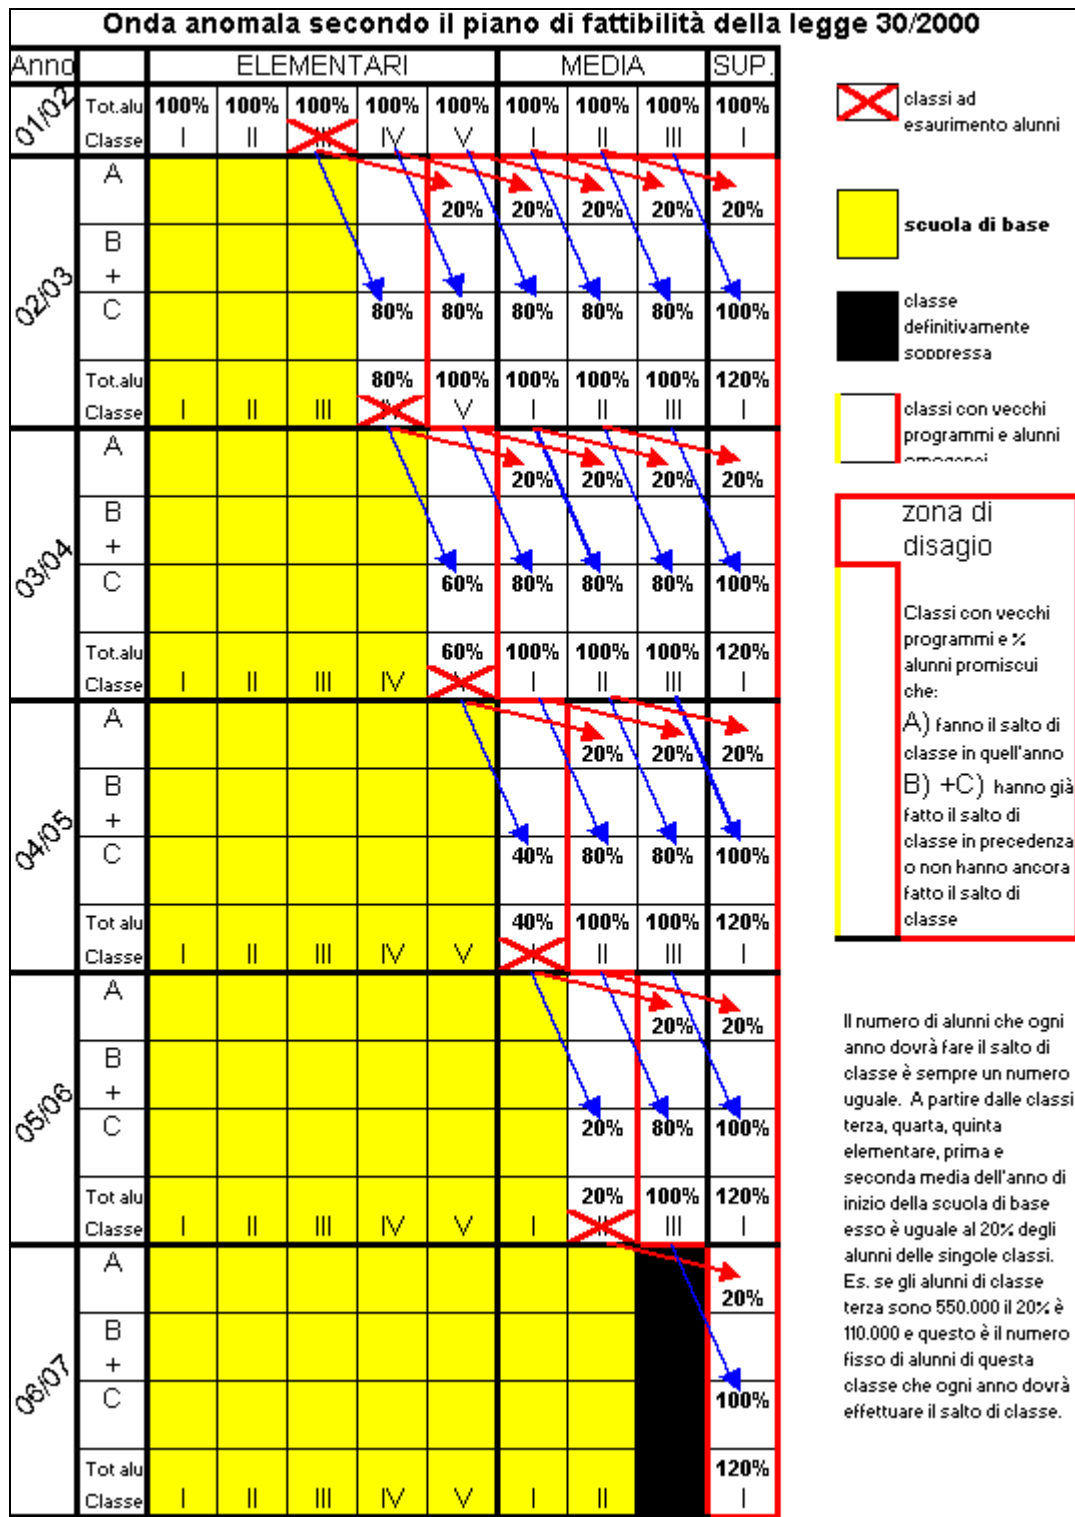 Onda anomala secondo il piano di fattibilità della legge 30/2000
Anno ELEMENTARI MEDIA SUP.
01/02
Tot.alu 100% 100% 100% 100% 100% 100% 100% 100% 100%
Classe I II III IV V I II III I
02/03
A
20% 20% 20% 20% 20%
B
+
C
80% 80% 80% 80% 80% 100%
Tot.alu 80% 100% 100% 100% 100% 120%
Classe I II III IV V I II III I
03/04
A
20% 20% 20% 20%
B
+
C
60% 80% 80% 80% 100%
Tot.alu 60% 100% 100% 100% 120%
Classe I II III IV V I II III I
04/05
A
20% 20% 20%
B
+
C
40% 80% 80% 100%
Tot alu 40% 100% 100% 120%
Classe I II III IV V I II III I
05/06
A
20% 20%
B
+
C
20% 80% 100%
Tot alu 20% 100% 120%
Classe I II III IV V I II III I
06/07
A
20%
B
+
C
100%
Tot alu 120%
Classe I II III IV V I II I
classi ad
esaurimento alunni
scuola di base
classe
definitivamente
soppressa
classi con vecchi
programmi e alunni
omogenei
zona di
disagio
Classi con vecchi
programmi e %
alunni promiscui
che:
A) fanno il salto di
classe in quell'anno
B) +C) hanno già
fatto il salto di
classe in precedenza
o non hanno ancora
fatto il salto di
classe
Il numero di alunni che ogni
anno dovrà fare il salto di
classe è sempre un numero
uguale. A partire dalle classi
terza, quarta, quinta
elementare, prima e
seconda media dell'anno di
inizio della scuola di base
esso è uguale al 20% degli
alunni delle singole classi.
Es. se gli alunni di classe
terza sono 550.000 il 20% è
110.000 e questo è il numero
fisso di alunni di questa
classe che ogni anno dovrà
effettuare il salto di classe.